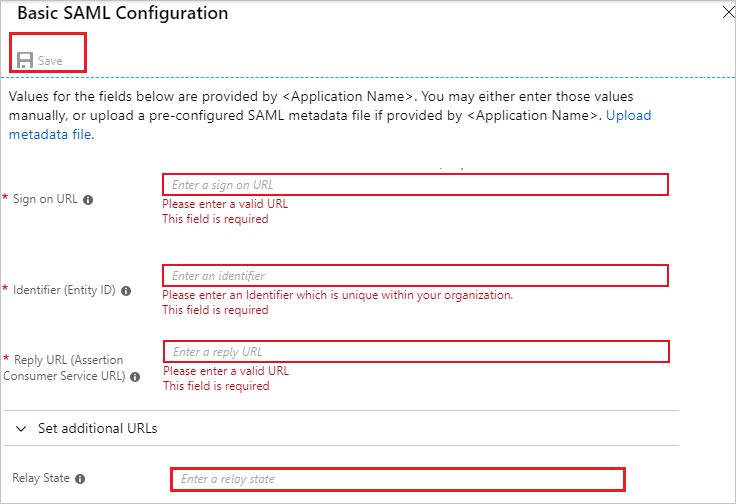 Basic SAML Configuration
Save
Values for the fields below are provided by <Application Name>. You may either enter those values
manually, or upload a pre-configured SAML metadata file if provided by <Application Name>. Upload
metadata file.
Enter a sign on URL
* Sign on URL
Please enter a valid URL
This field is required
Enter an identifier
* Identifier (Entity ID)
Please enter an Identifier which is unique within your organization.
This field is required
Enter a reply URL
* Reply URL (Assertion
Consumer Service URL)
Please enter a valid URL
This field is required
Set additional URLs
Relay State
Enter a relay state